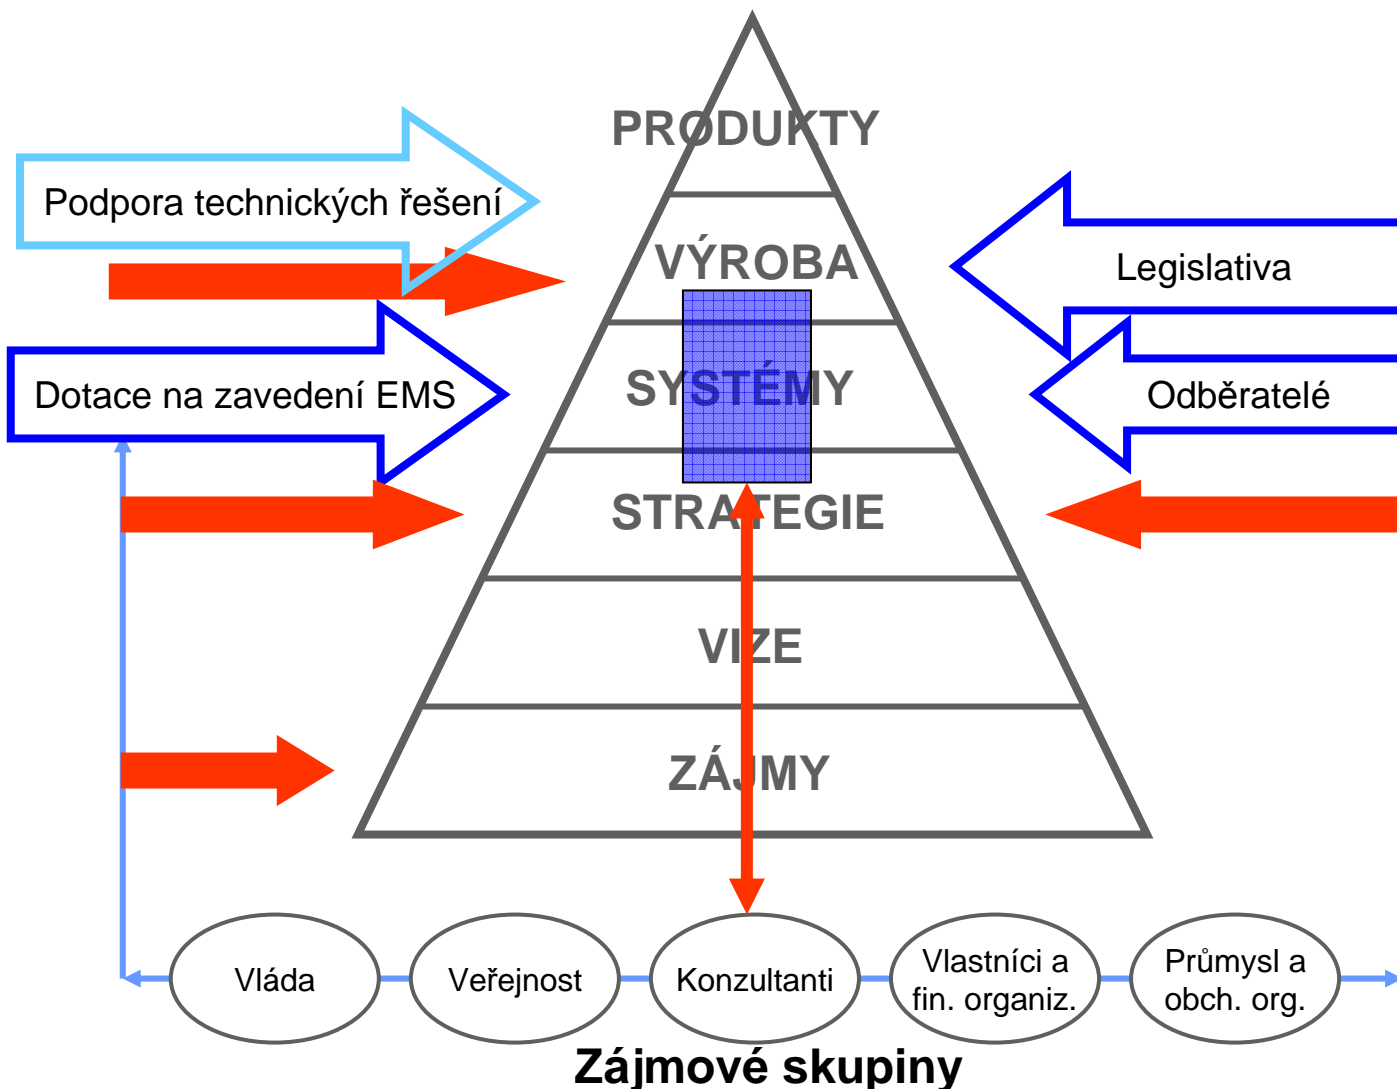 PRODUKTY
Podpora technických řešení
VÝROBA
Legislativa
SYSTÉMY
Dotace na zavedení EMS
Odběratelé
STRATEGIE
VIZE
ZÁJMY
Vláda
Veřejnost
Konzultanti
Vlastníci a
fin. organiz.
Průmysl a
obch. org.
Zájmové skupiny